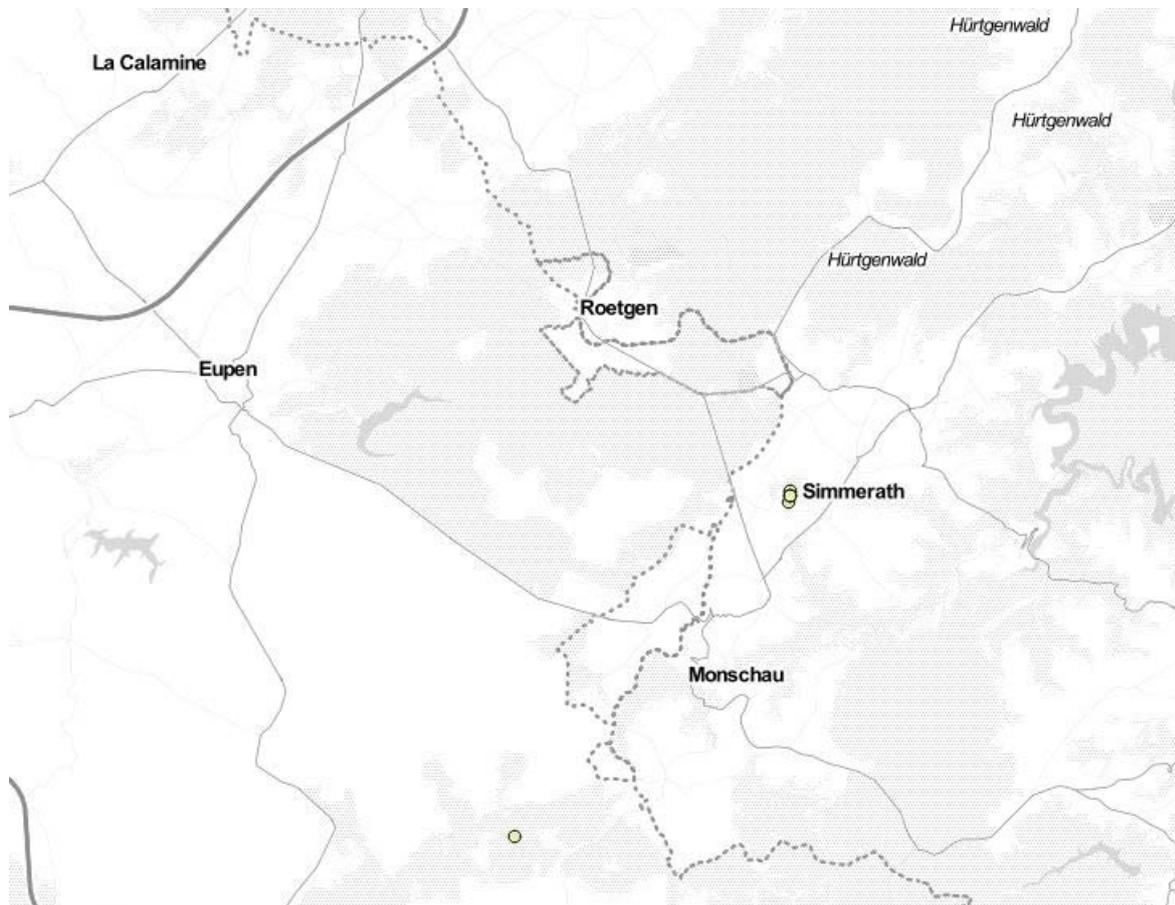 Hürtgenwald
La Calamine
Hürtgenwald
Hürtgenwald
Roetgen
Eupen
Simmerath
Monschau